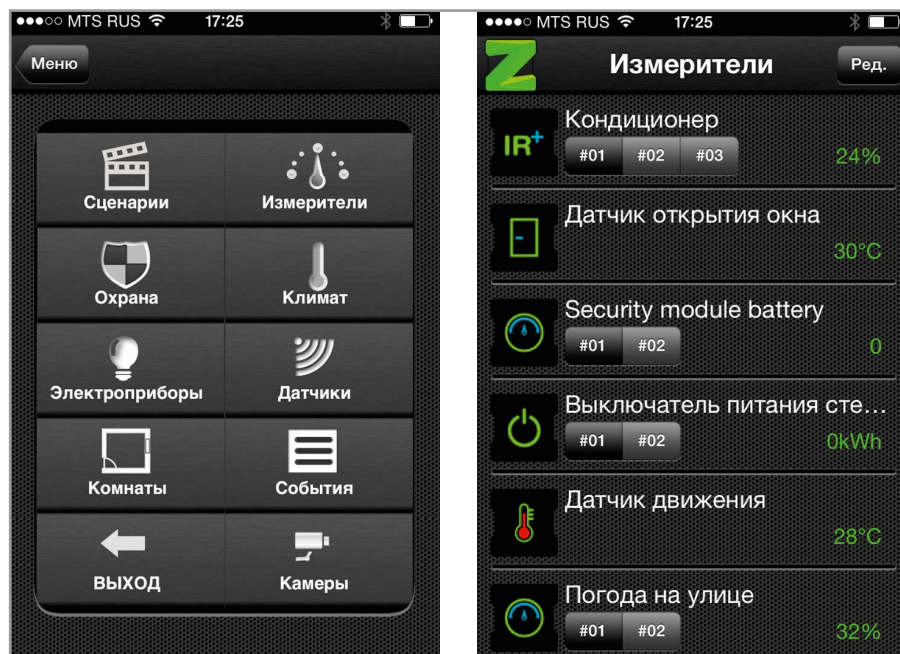 MTS RUS 17:25
Меню
Сценарии
Измерители
Охрана
Климат
Электроприборы
Датчики
Комнаты
События
ВЫХОД
Камеры
MTS RUS 17:25
Z Измерители Ред.
IR+ Кондиционер
#01 #02 #03 24%
Датчик открытия окна
30°C
Security module battery
#01 #02 0
Выключатель питания сте...
#01 #02 0kWh
Датчик движения
28°C
Погода на улице
#01 #02 32%